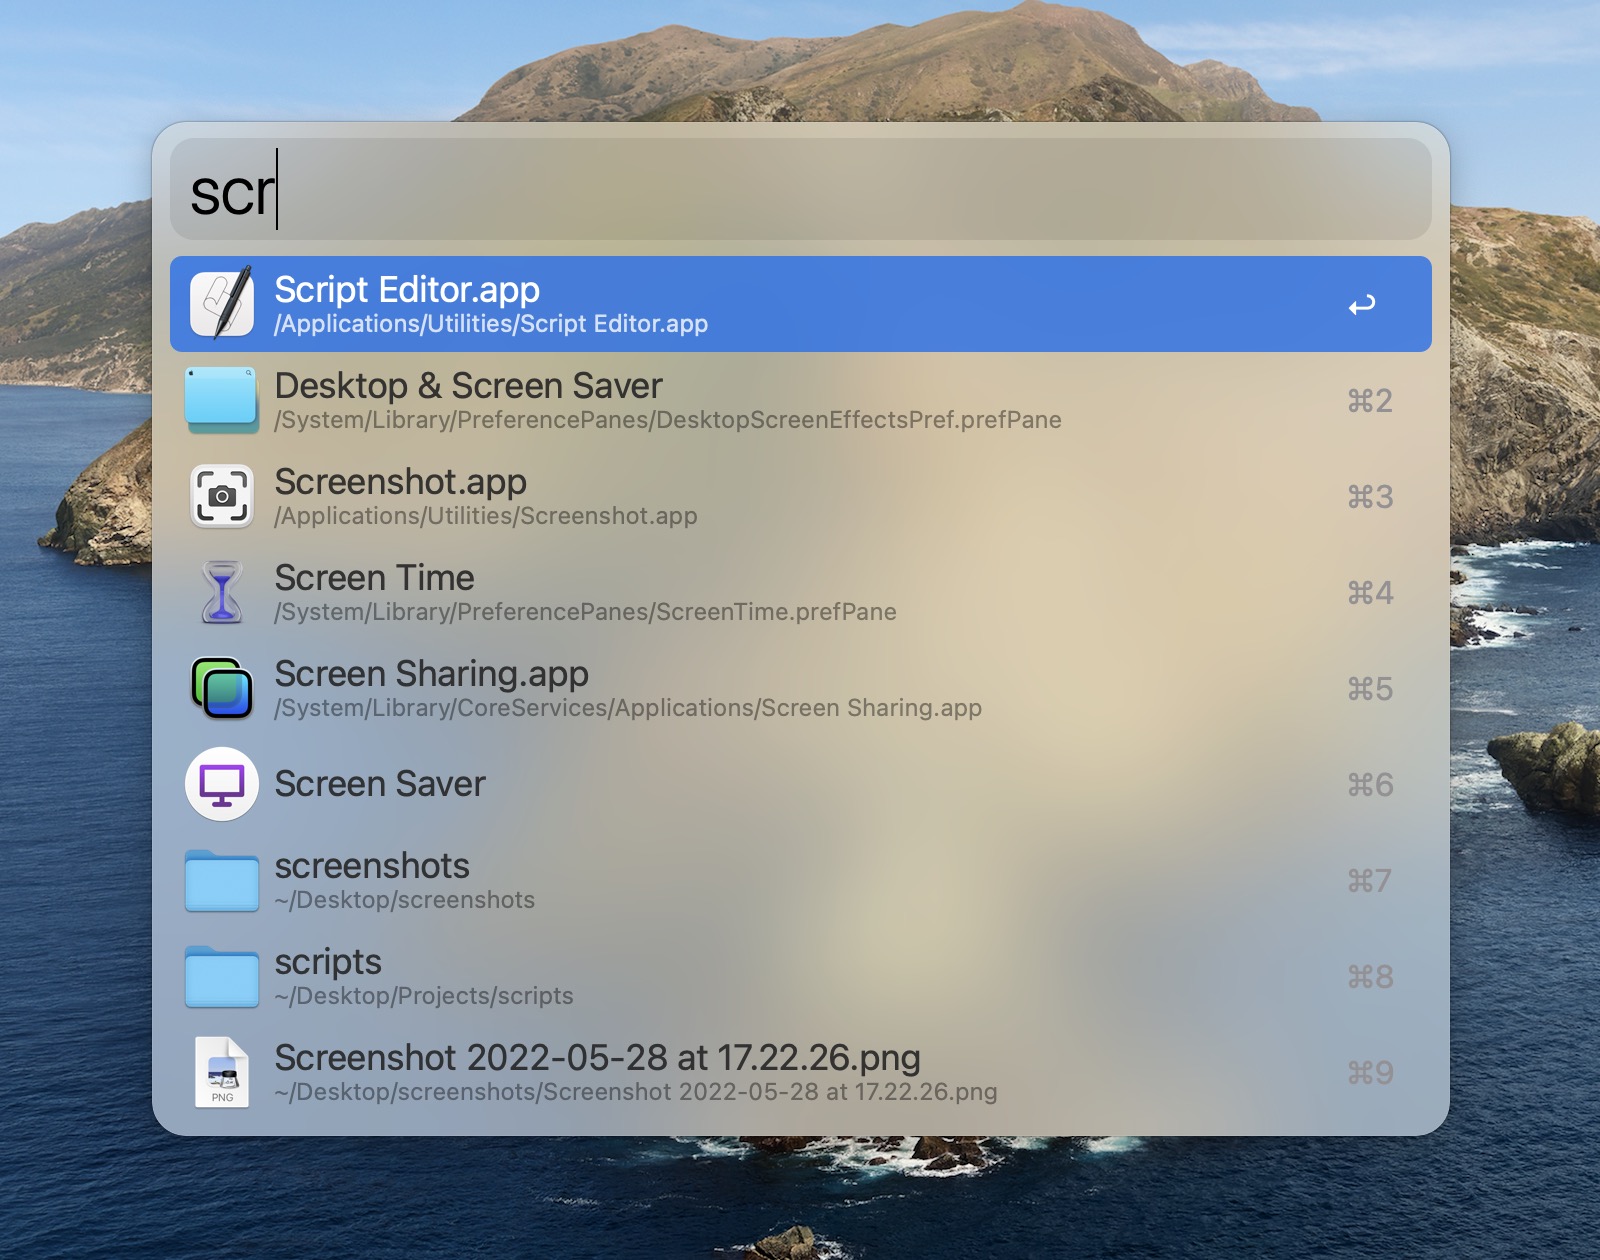 scr
Script Editor.app
/Applications/Utilities/Script Editor.app
Desktop & Screen Saver
⌘2
/System/Library/PreferencePanes/DesktopScreenEffectsPref.prefPane
Screenshot.app
⌘3
/Applications/Utilities/Screenshot.app
Screen Time
⌘4
/System/Library/PreferencePanes/ScreenTime.prefPane
Screen Sharing.app
⌘5
/System/Library/CoreServices/Applications/Screen Sharing.app
Screen Saver
⌘6
screenshots
⌘7
~/Desktop/screenshots
scripts
⌘8
~/Desktop/Projects/scripts
Screenshot 2022-05-28 at 17.22.26.png
⌘9
~/Desktop/screenshots/Screenshot 2022-05-28 at 17.22.26.png
PNG